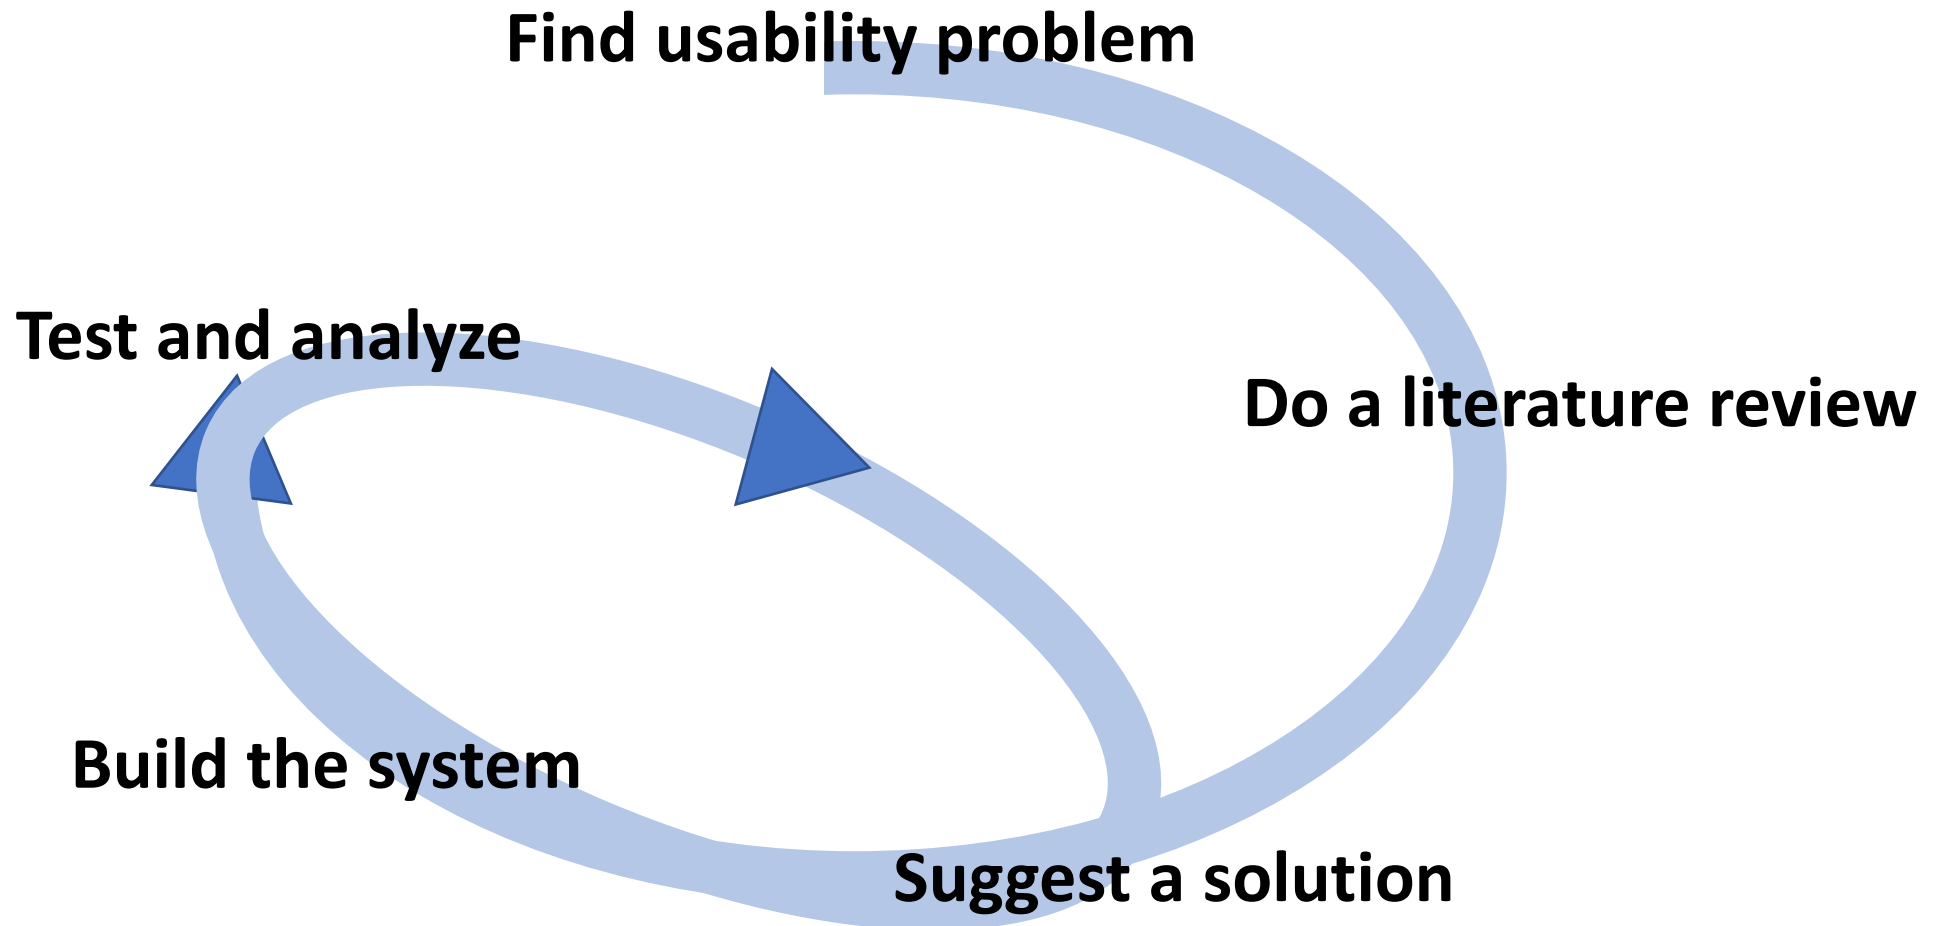 Find usability problem
Test and analyze
Do a literature review
Build the system
Suggest a solution